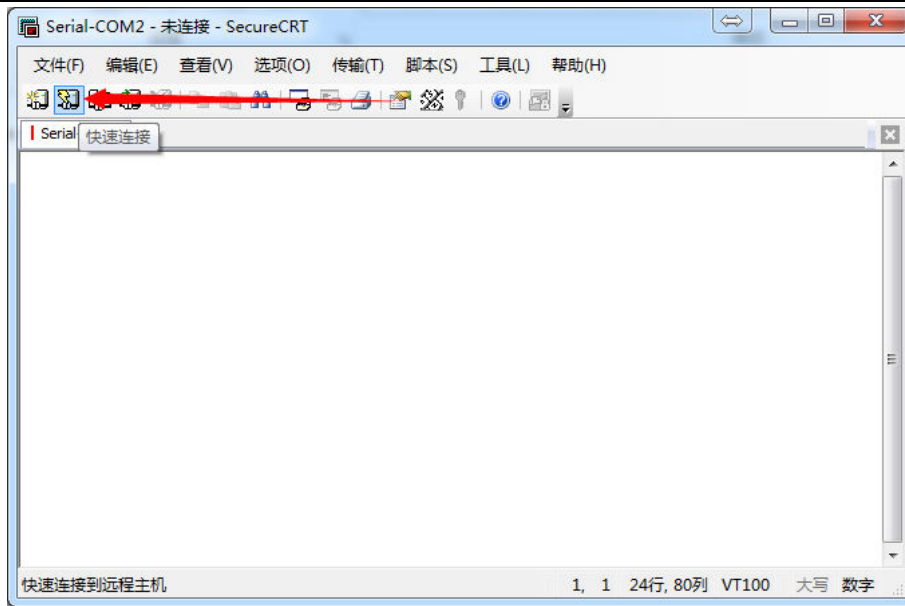 Serial-COM2 - 未连接 - SecureCRT
文件(F) 编辑(E) 查看(V) 选项(O) 传输(T) 脚本(S) 工具(L) 帮助(H)
Serial
快速连接
快速连接到远程主机 1, 1 24行, 80列 VT100 大写 数字